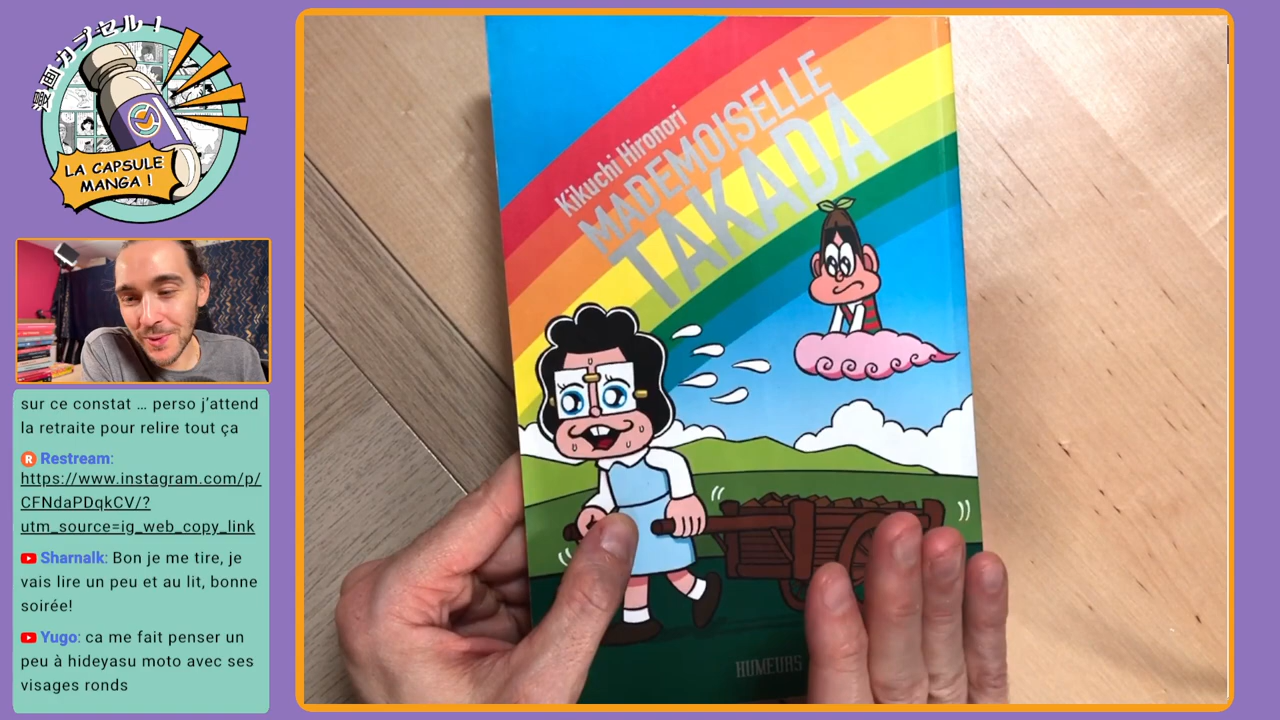 漫画カプセル！
LA CAPSULE
MANGA !
Kikuchi Hironori
MADEMOISELLE
TAKADA
HUMEURS
sur ce constat … perso j’attend
la retraite pour relire tout ça
Restream:
https://www.instagram.com/p/
CFNdaPDqkCV/?
utm_source=ig_web_copy_link
Sharnalk: Bon je me tire, je
vais lire un peu et au lit, bonne
soirée!
Yugo: ca me fait penser un
peu à hideyasu moto avec ses
visages ronds